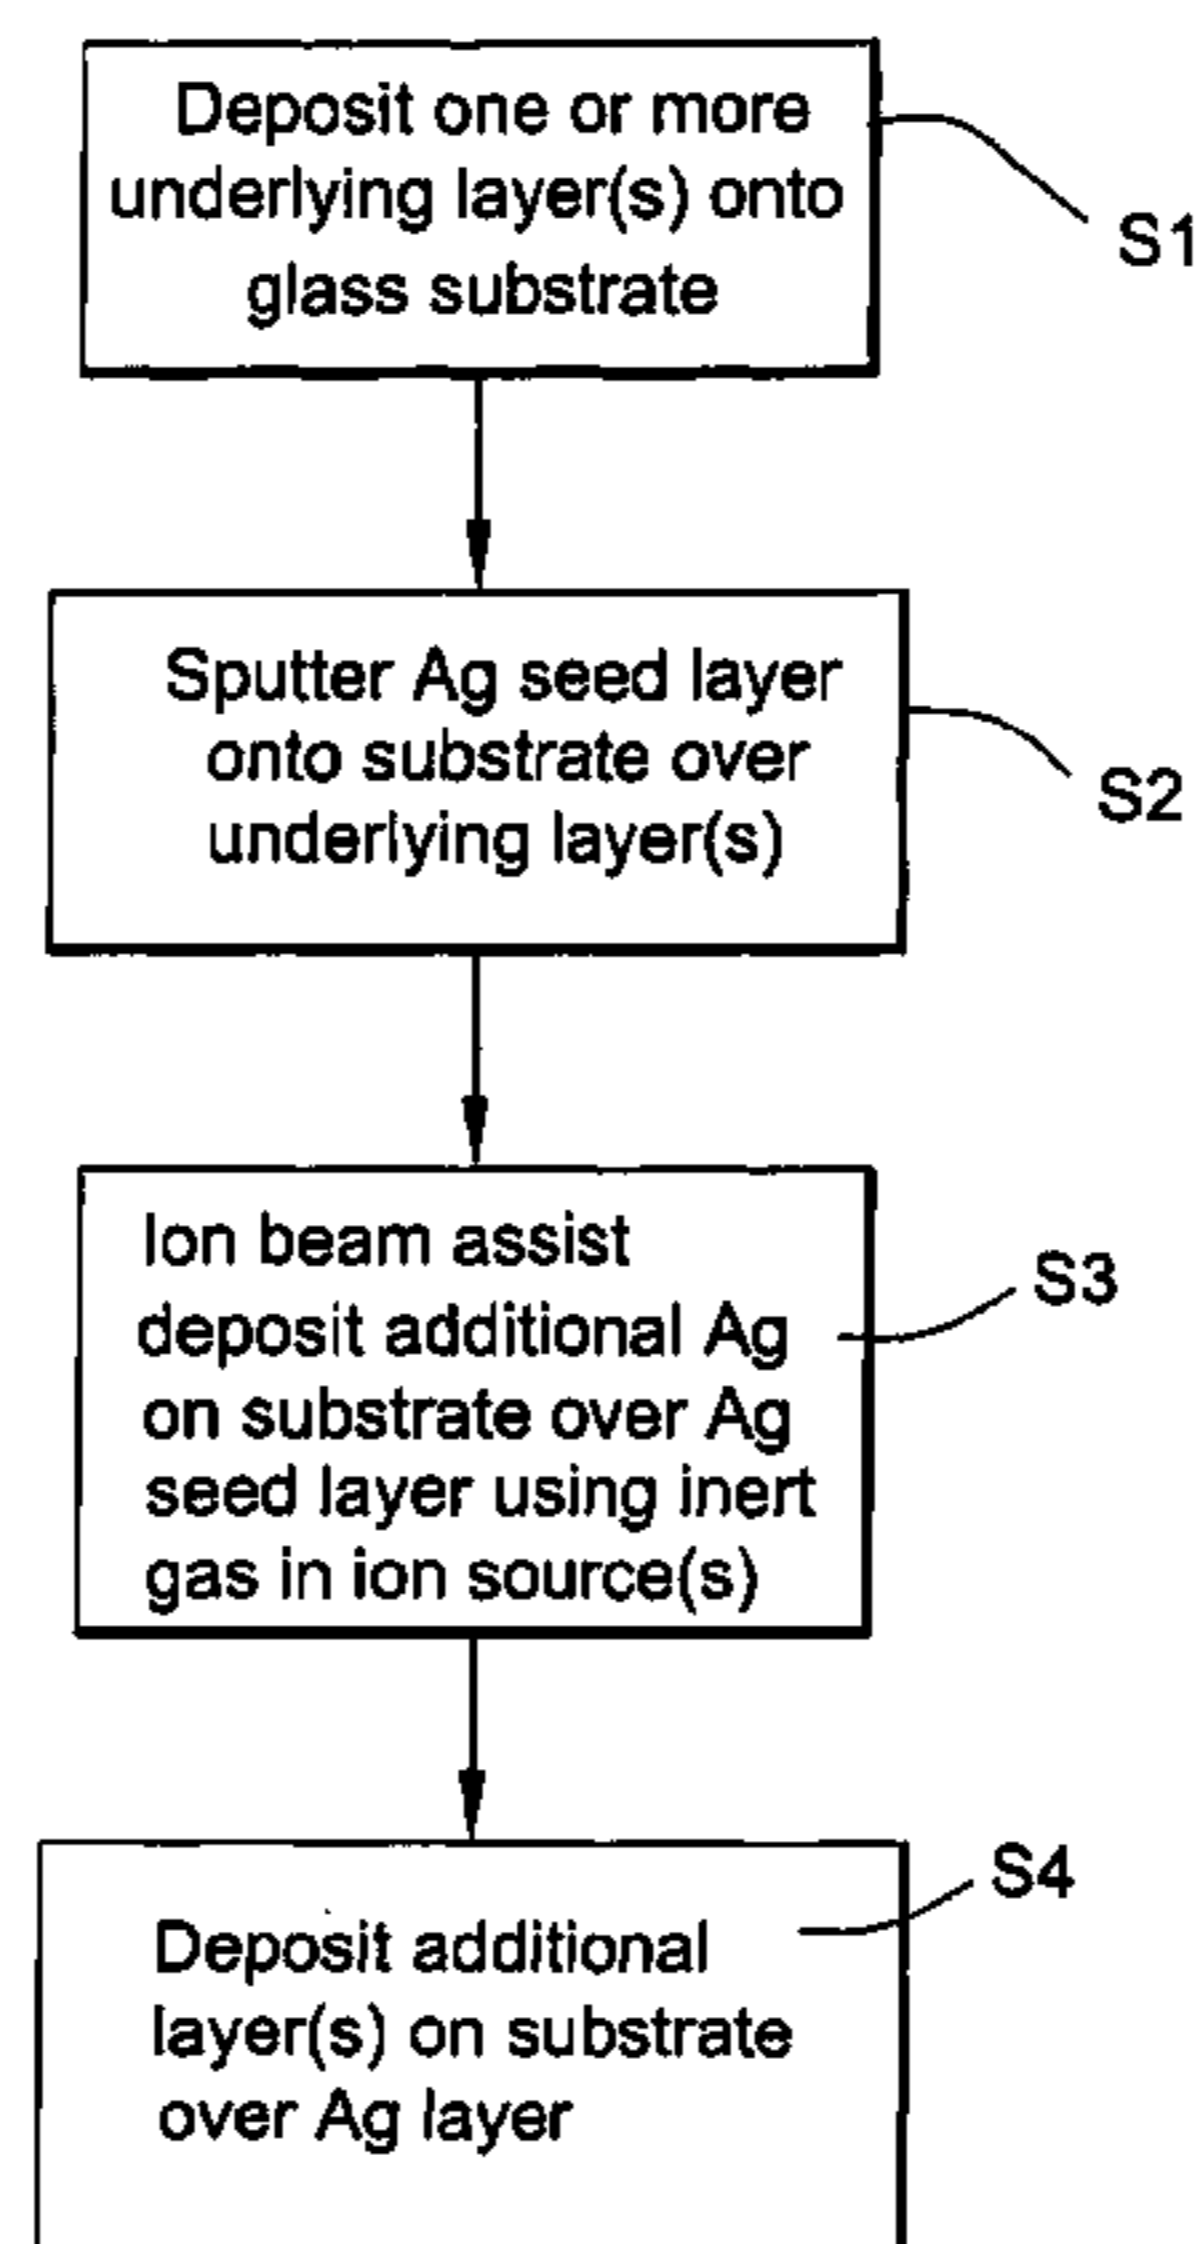 Deposit one or more
underlying layer(s) onto
glass substrate
S1
Sputter Ag seed layer
onto substrate over
underlying layer(s)
S2
Ion beam assist
deposit additional Ag
on substrate over Ag
seed layer using inert
gas in ion source(s)
S3
Deposit additional
layer(s) on substrate
over Ag layer
S4